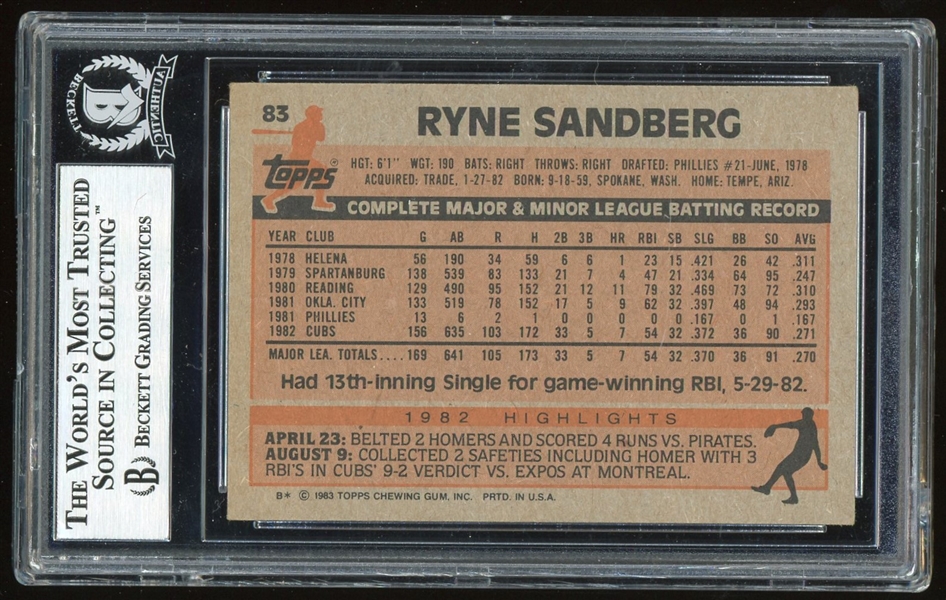 BECKETT
AUTHENTIC
B
THE WORLD'S MOST TRUSTED
SOURCE IN COLLECTING™
BECKETT GRADING SERVICES
B
83 RYNE SANDBERG
Topps®
HGT: 6'1" WGT: 190 BATS: RIGHT THROWS: RIGHT DRAFTED: PHILLIES #21-JUNE, 1978
ACQUIRED: TRADE, 1-27-82 BORN: 9-18-59, SPOKANE, WASH. HOME: TEMPE, ARIZ.
COMPLETE MAJOR & MINOR LEAGUE BATTING RECORD
YEAR CLUB G AB R H 2B 3B HR RBI SB SLG BB SO AVG
1978 HELENA 56 190 34 59 6 6 1 23 15 .421 26 42 .311
1979 SPARTANBURG 138 539 83 133 21 7 4 47 21 .334 64 95 .247
1980 READING 129 490 95 152 21 12 11 79 32 .469 73 72 .310
1981 OKLA. CITY 133 519 78 152 17 5 9 62 32 .397 48 94 .293
1981 PHILLIES 13 6 2 1 0 0 0 0 0 .167 0 1 .167
1982 CUBS 156 635 103 172 33 5 7 54 32 .372 36 90 .271
MAJOR LEA. TOTALS....169 641 105 173 33 5 7 54 32 .370 36 91 .270
Had 13th-inning Single for game-winning RBI, 5-29-82.
1982 HIGHLIGHTS
APRIL 23: BELTED 2 HOMERS AND SCORED 4 RUNS VS. PIRATES.
AUGUST 9: COLLECTED 2 SAFETIES INCLUDING HOMER WITH 3
RBI'S IN CUBS' 9-2 VERDICT VS. EXPOS AT MONTREAL.
B* © 1983 TOPPS CHEWING GUM, INC. PRTD. IN U.S.A.